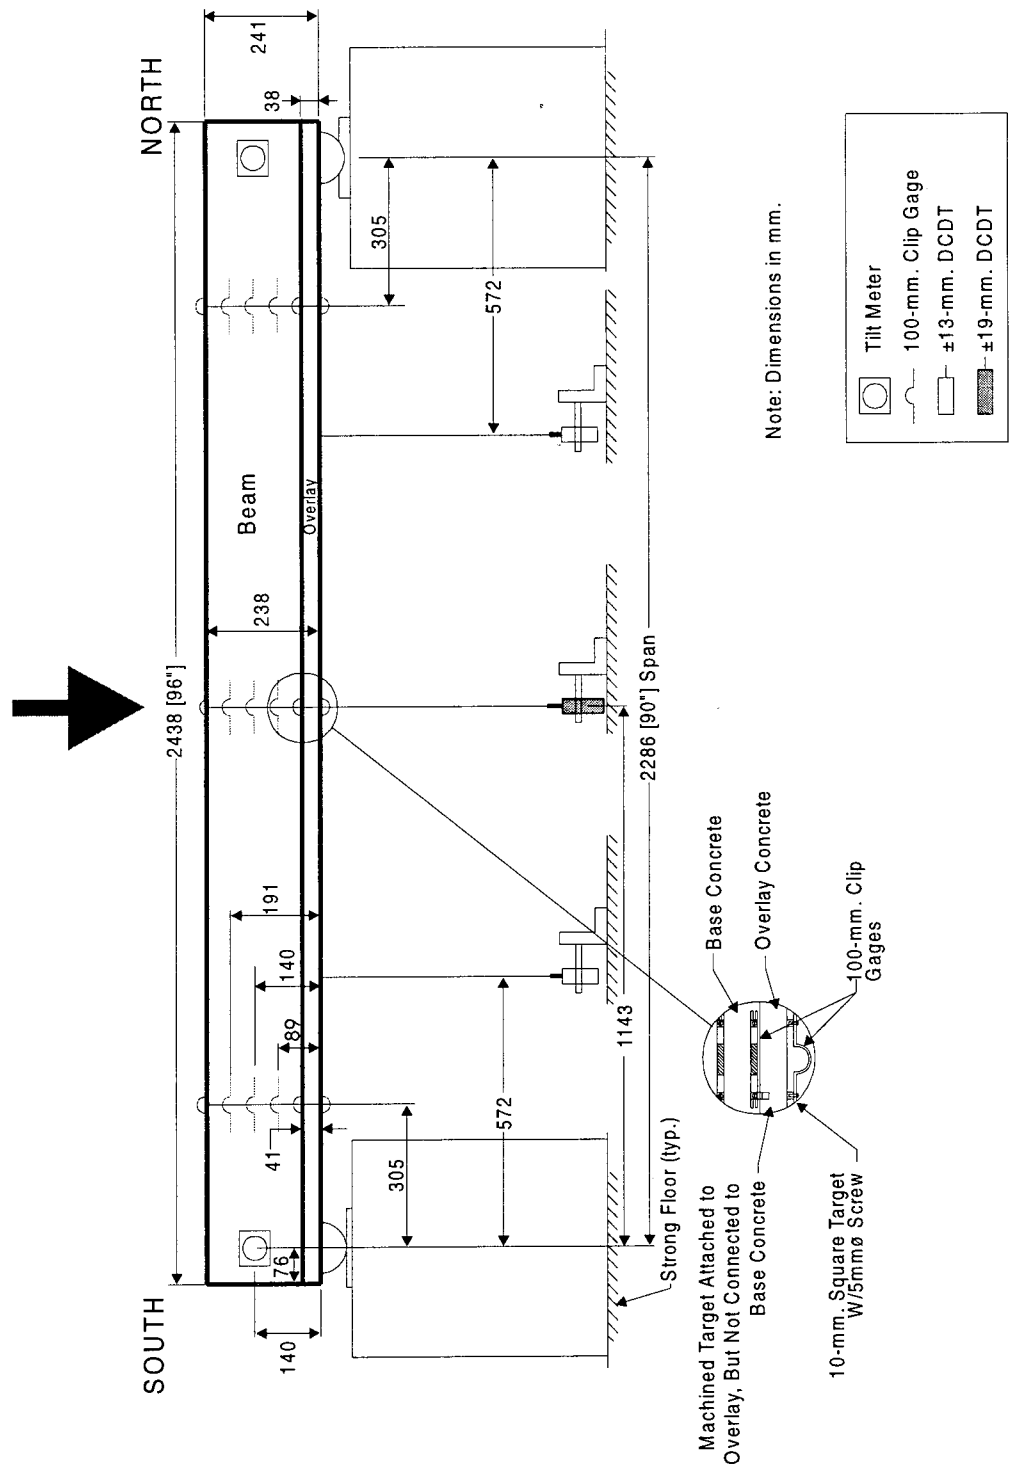 SOUTH
NORTH
2438 [96"]
241
38
140
76
41
89
140
191
238
Beam
Overlay
305
572
305
572
1143
2286 [90"] Span
Strong Floor (typ.)
Machined Target Attached to
Overlay, But Not Connected to
Base Concrete
Base Concrete
Overlay Concrete
100-mm. Clip
Gages
10-mm. Square Target
W/5mmø Screw
Note: Dimensions in mm.
Tilt Meter
100-mm. Clip Gage
±13-mm. DCDT
±19-mm. DCDT